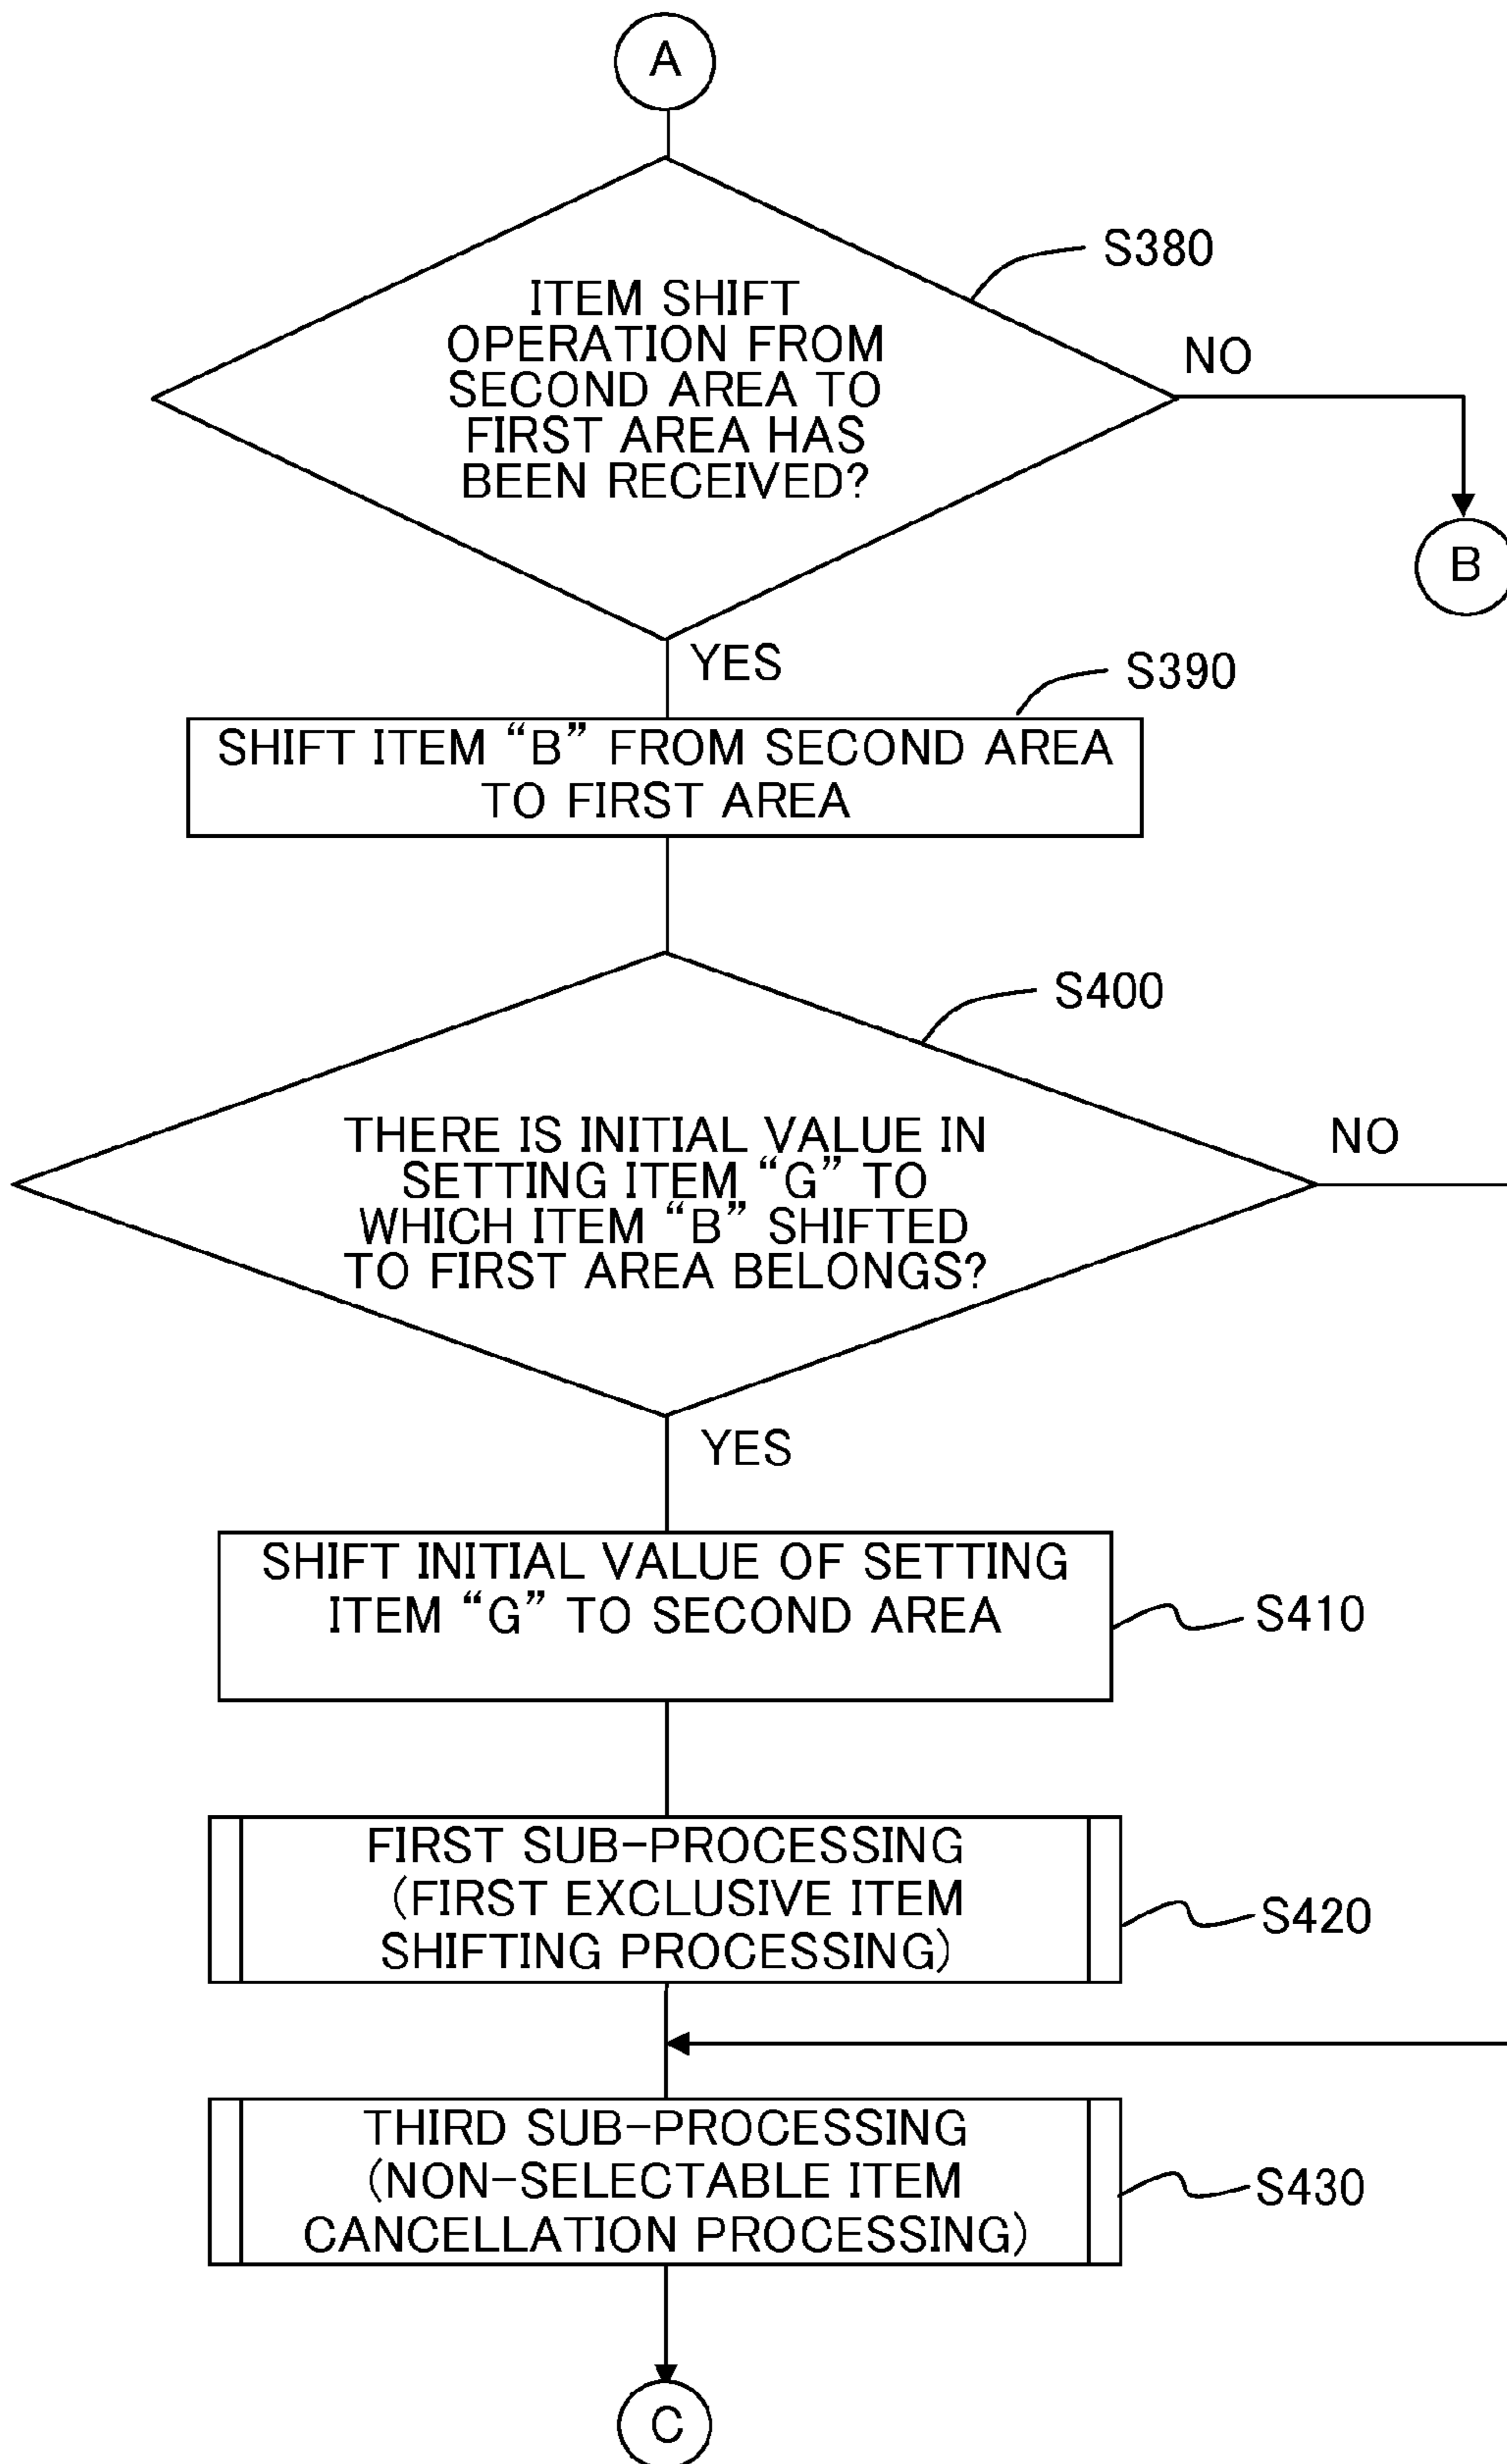 A
S380
ITEM SHIFT
OPERATION FROM
SECOND AREA TO
FIRST AREA HAS
BEEN RECEIVED?
NO
B
YES
S390
SHIFT ITEM “B” FROM SECOND AREA
TO FIRST AREA
S400
THERE IS INITIAL VALUE IN
SETTING ITEM “G” TO
WHICH ITEM “B” SHIFTED
TO FIRST AREA BELONGS?
NO
YES
SHIFT INITIAL VALUE OF SETTING
ITEM “G” TO SECOND AREA
S410
FIRST SUB-PROCESSING
(FIRST EXCLUSIVE ITEM
SHIFTING PROCESSING)
S420
THIRD SUB-PROCESSING
(NON-SELECTABLE ITEM
CANCELLATION PROCESSING)
S430
C